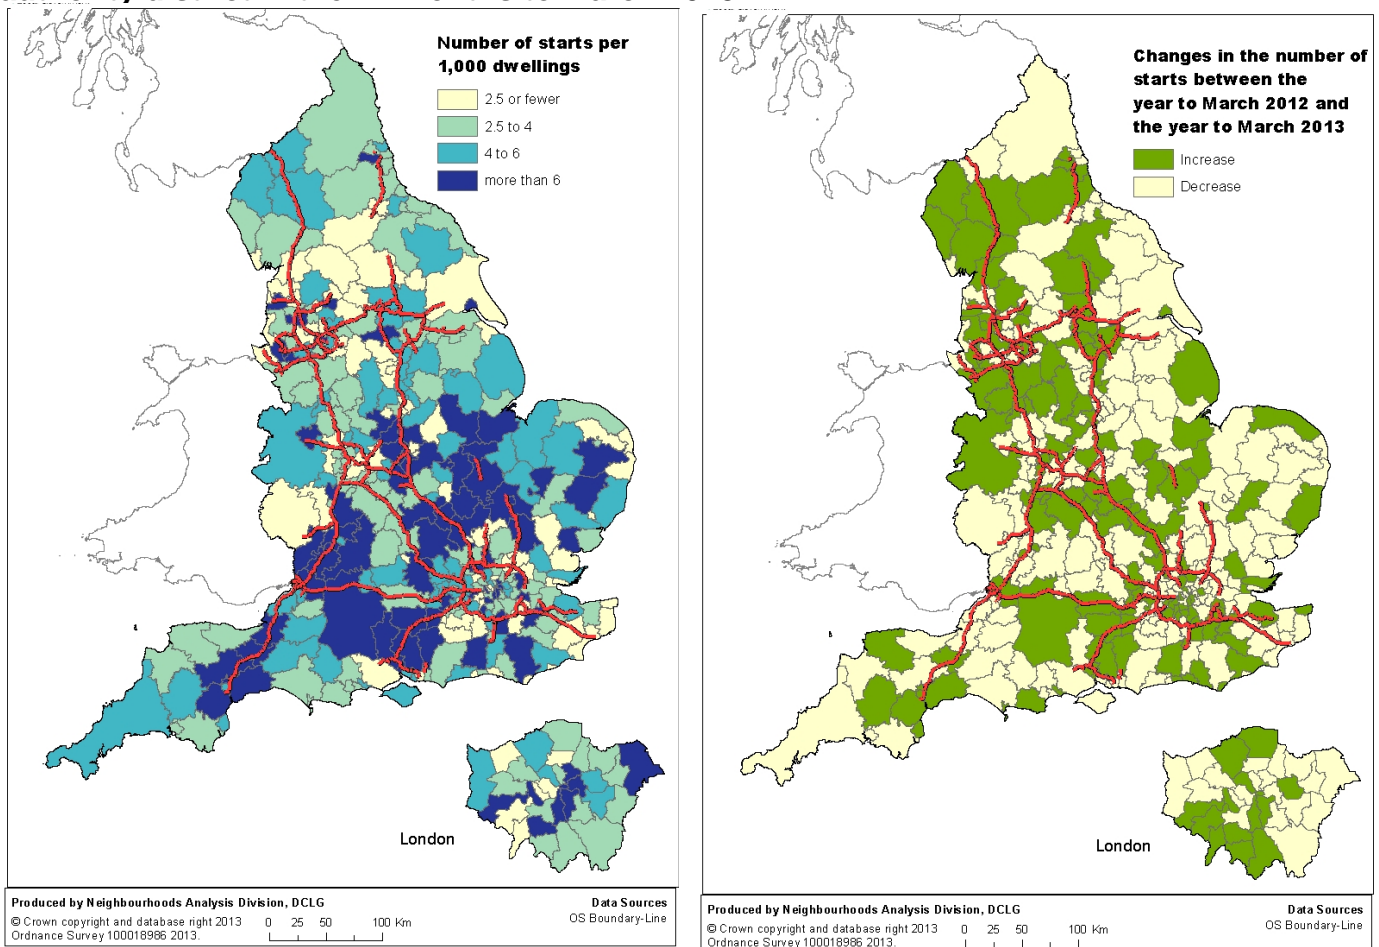 Number of starts per
1,000 dwellings
2.5 or fewer
2.5 to 4
4 to 6
more than 6
London
Produced by Neighbourhoods Analysis Division, DCLG
Data Sources
© Crown copyright and database right 2013
0 25 50 100 Km
OS Boundary-Line
Ordnance Survey 100018986 2013.
Changes in the number of
starts between the
year to March 2012 and
the year to March 2013
Increase
Decrease
London
Produced by Neighbourhoods Analysis Division, DCLG
Data Sources
© Crown copyright and database right 2013
0 25 50 100 Km
OS Boundary-Line
Ordnance Survey 100018986 2013.